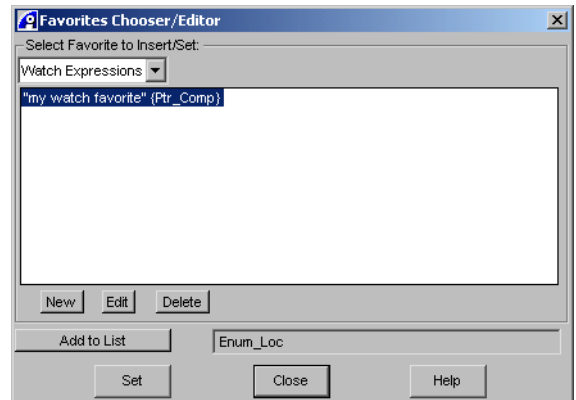 Favorites Chooser/Editor
Select Favorite to Insert/Set:
Watch Expressions
"my watch favorite" {Ptr_Comp}
New Edit Delete
Add to List Enum_Loc
Set Close Help